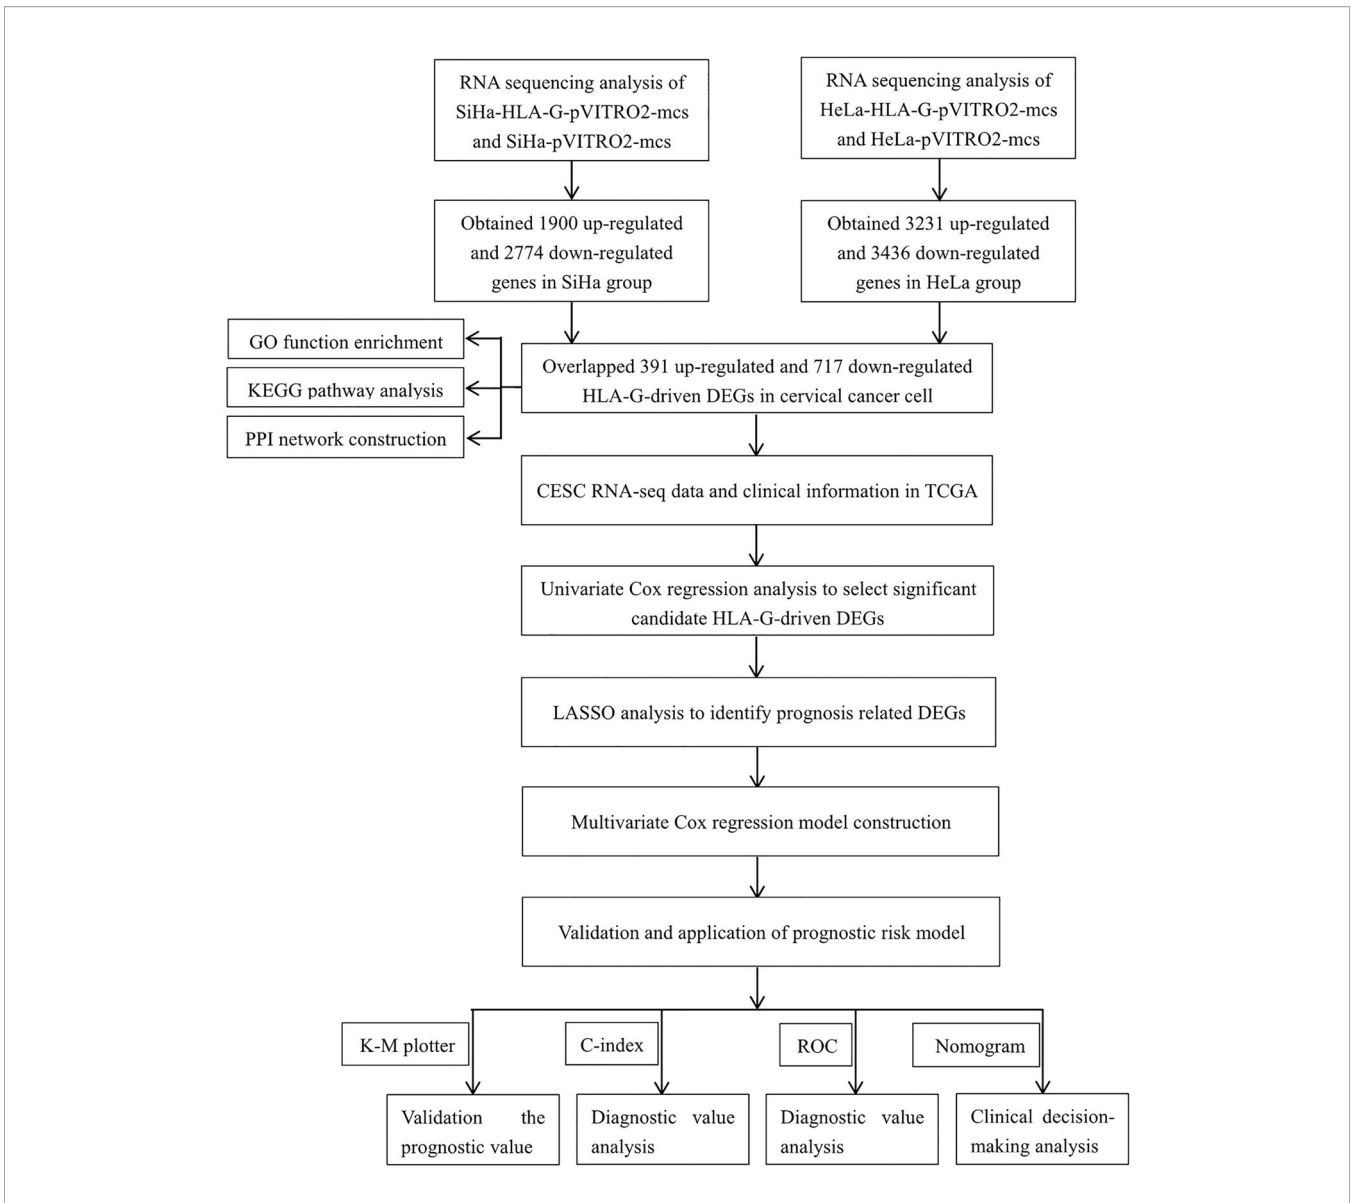 RNA sequencing analysis of
SiHa-HLA-G-pVITRO2-mcs
and SiHa-pVITRO2-mcs
RNA sequencing analysis of
HeLa-HLA-G-pVITRO2-mcs
and HeLa-pVITRO2-mcs
Obtained 1900 up-regulated
and 2774 down-regulated
genes in SiHa group
Obtained 3231 up-regulated
and 3436 down-regulated
genes in HeLa group
GO function enrichment
KEGG pathway analysis
PPI network construction
Overlapped 391 up-regulated and 717 down-regulated
HLA-G-driven DEGs in cervical cancer cell
CESC RNA-seq data and clinical information in TCGA
Univariate Cox regression analysis to select significant
candidate HLA-G-driven DEGs
LASSO analysis to identify prognosis related DEGs
Multivariate Cox regression model construction
Validation and application of prognostic risk model
K-M plotter
C-index
ROC
Nomogram
Validation the
prognostic value
Diagnostic value
analysis
Diagnostic value
analysis
Clinical decision-
making analysis